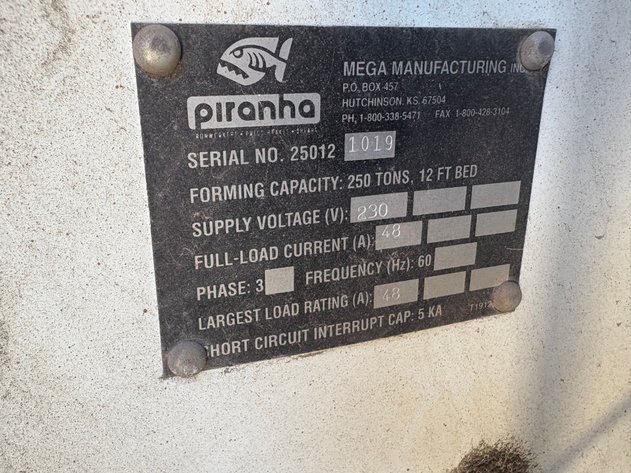 MEGA MANUFACTURING INC.
P.O. BOX 457
HUTCHINSON, KS, 67504
PH, 1-800-338-5471 FAX 1-800-428-3104
piranha
SERIAL NO. 25012 1019
FORMING CAPACITY: 250 TONS, 12 FT BED
SUPPLY VOLTAGE (V): 230
FULL-LOAD CURRENT (A): 48
PHASE: 3 FREQUENCY (Hz): 60
LARGEST LOAD RATING (A): 48
SHORT CIRCUIT INTERRUPT CAP: 5 KA